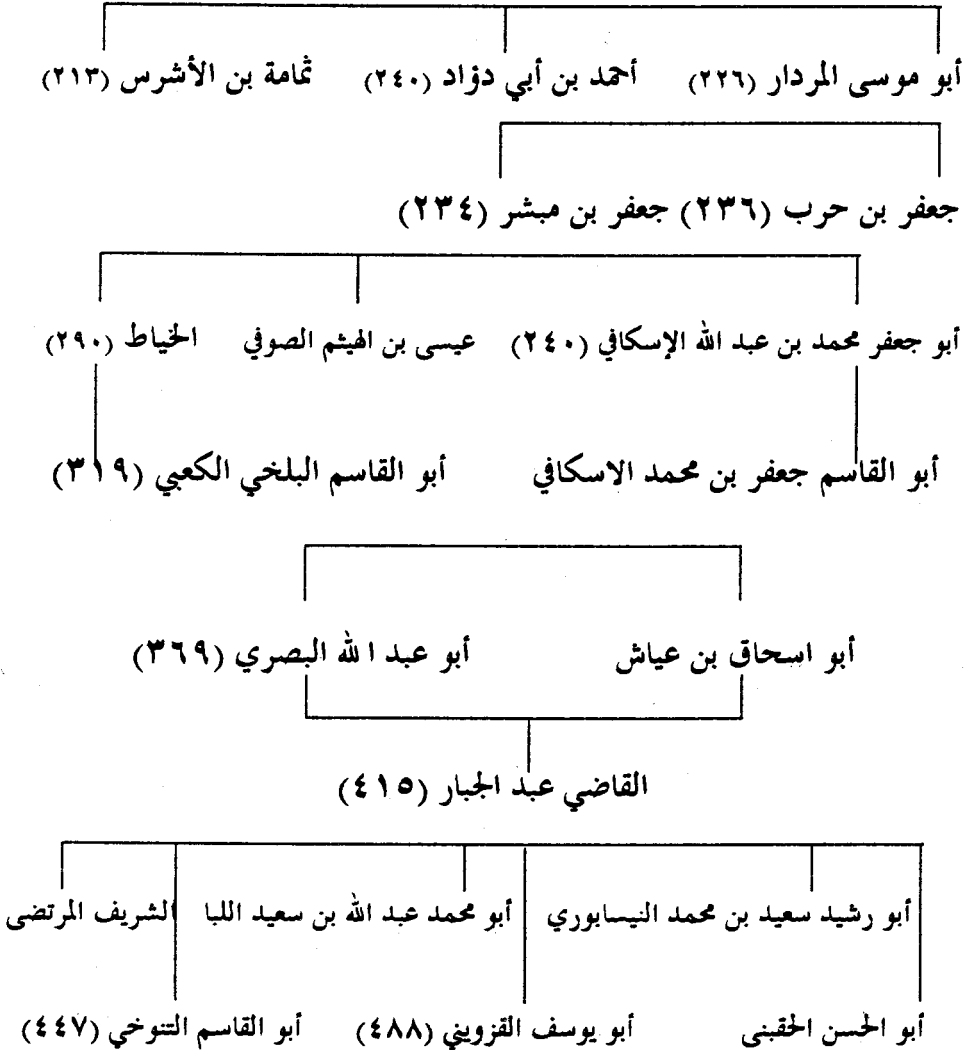 أبو موسى المردار (٢٢٦) أحمد بن أبي دؤاد (٢٤٠) ثمامة بن الأشرس (٢١٣)
جعفر بن حرب (٢٣٦) جعفر بن مبشر (٢٣٤)
أبو جعفر محمد بن عبد الله الإسكافي (٢٤٠) عيسى بن الهيثم الصوفي الخياط (٢٩٠)
أبو القاسم جعفر بن محمد الاسكافي أبو القاسم البلخي الكعبي (٣١٩)
أبو اسحاق بن عياش أبو عبد الله البصري (٣٦٩)
القاضي عبد الجبار (٤١٥)
أبو رشيد سعيد بن محمد النيسابوري أبو محمد عبد الله بن سعيد اللبا الشريف المرتضى
أبو الحسن الحقبنى أبو يوسف القزويني (٤٨٨) أبو القاسم التنوخي (٤٤٧)